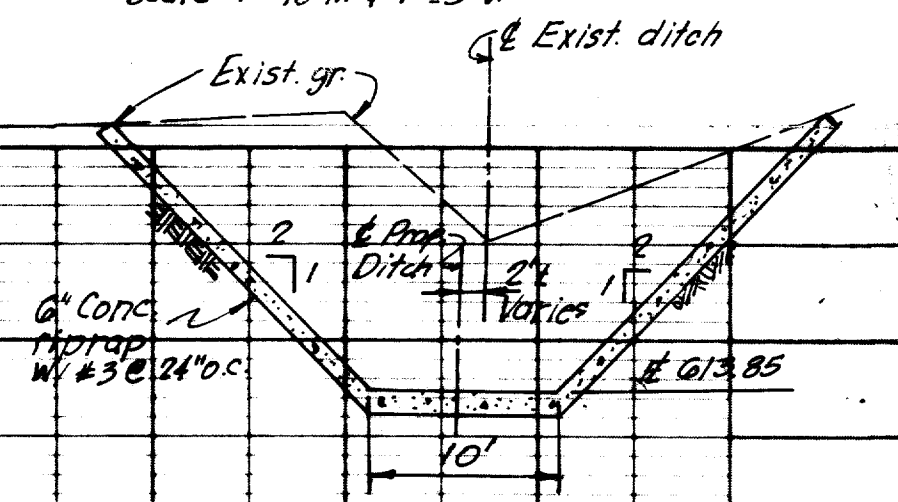 ℄ Exist. ditch
Exist. gr.
2
1
℄ Prop.
Ditch
2'±
Varies
2
1
6" Conc.
riprap
W/ #3 @ 24" o.c.
613.85
10'